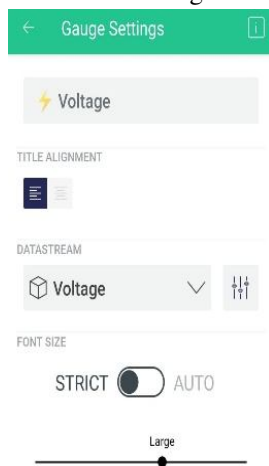 Gauge Settings
Voltage
TITLE ALIGNMENT
DATASTREAM
Voltage
FONT SIZE
STRICT AUTO
Large